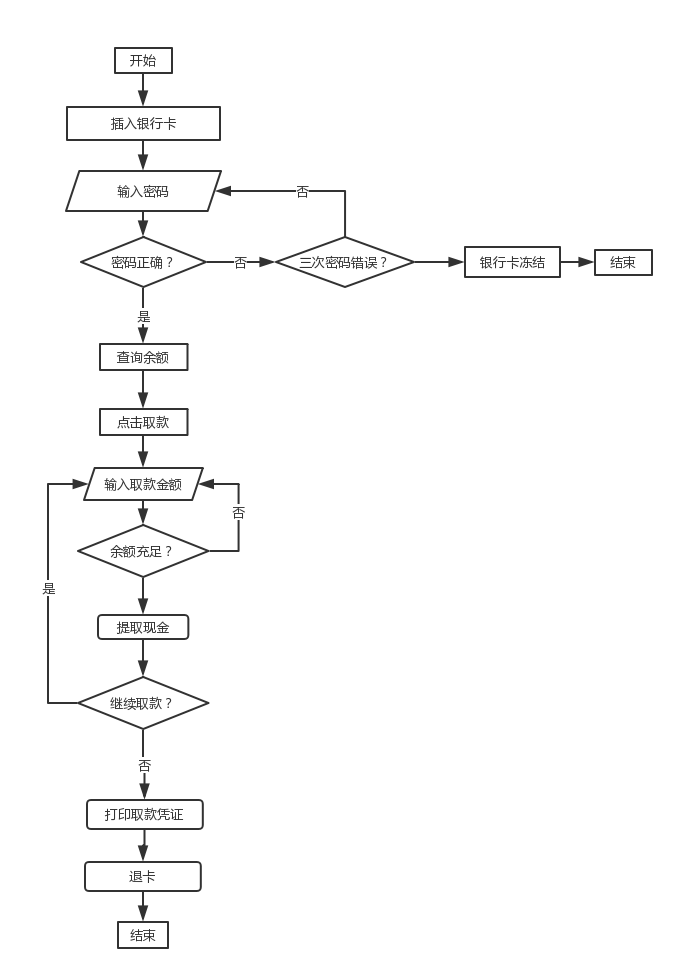 开始
插入银行卡
输入密码
否
密码正确？
否
三次密码错误？
银行卡冻结
结束
是
查询余额
点击取款
输入取款金额
否
余额充足？
是
提取现金
继续取款？
否
打印取款凭证
退卡
结束